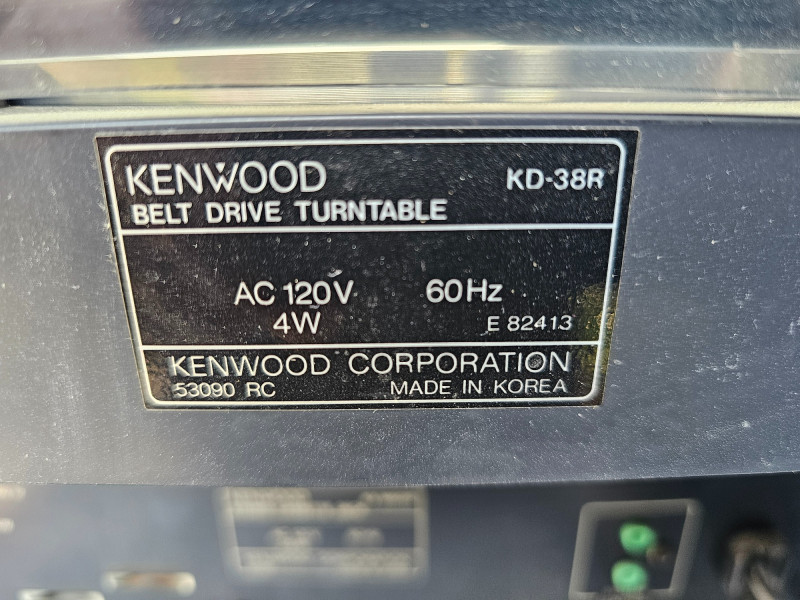 KENWOOD KD-38R
BELT DRIVE TURNTABLE
AC 120V 60Hz
4W E 82413
KENWOOD CORPORATION
53090 RC MADE IN KOREA